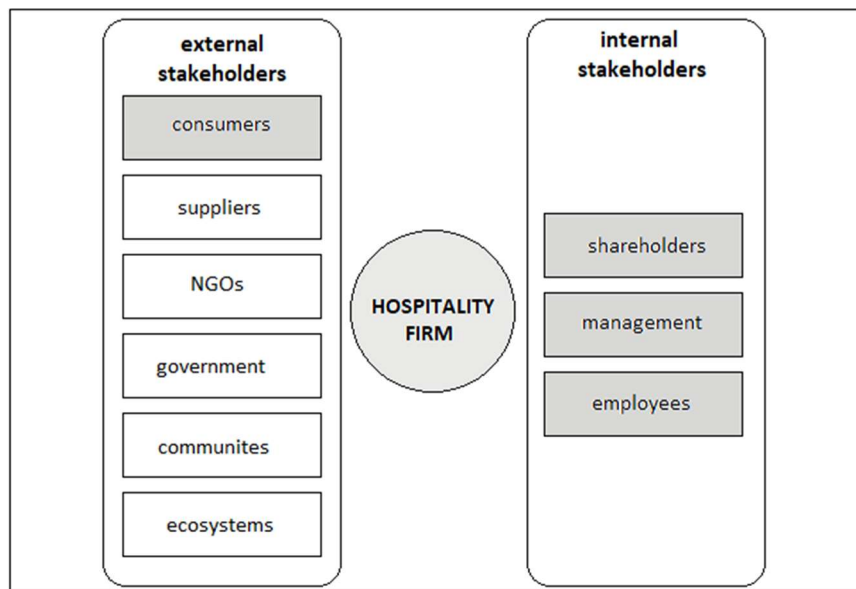 external
stakeholders
consumers
suppliers
NGOs
government
communites
ecosystems
HOSPITALITY
FIRM
internal
stakeholders
shareholders
management
employees